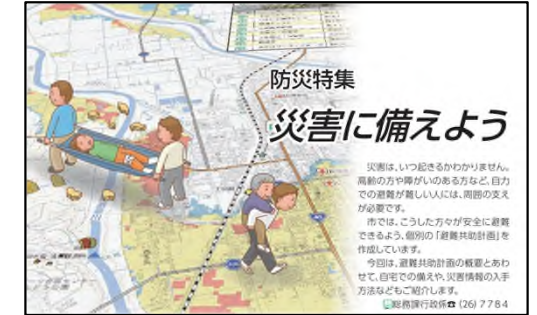 防災特集
災害に備えよう
災害は、いつ起きるかわかりません。
高齢の方や障がいのある方など、自力
での避難が難しい人には、周囲の支え
が必要です。
市では、こうした方々が安全に避難
できるよう、個別の「避難共助計画」を
作成しています。
今回は、避難共助計画の概要とあわ
せて、自宅での備えや、災害情報の入手
方法などもご紹介します。
総務課行政係☎(26)7784